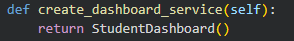 def create_dashboard_service(self):
    return StudentDashboard()